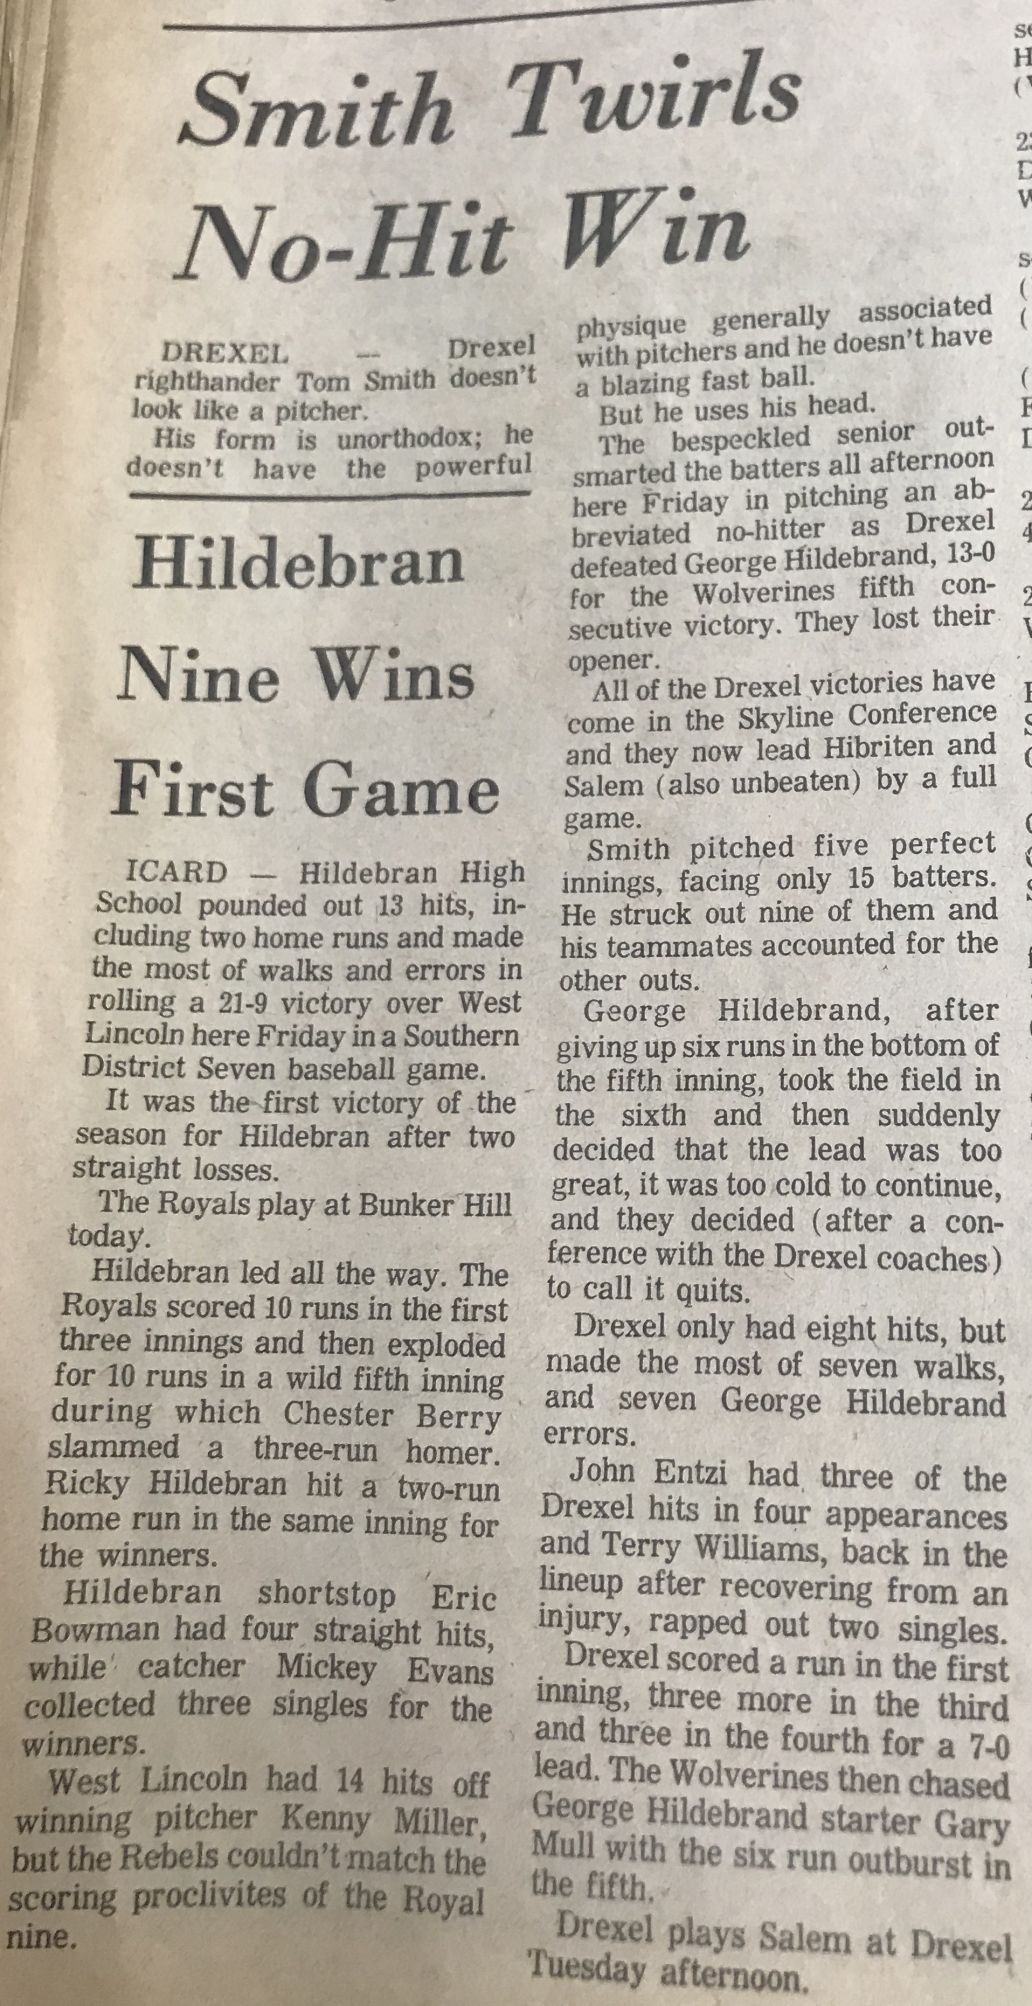 Smith Twirls
No-Hit Win
DREXEL — Drexel
righthander Tom Smith doesn't
look like a pitcher.
His form is unorthodox; he
doesn't have the powerful
physique generally associated
with pitchers and he doesn't have
a blazing fast ball.
But he uses his head.
The bespeckled senior out-
smarted the batters all afternoon
here Friday in pitching an ab-
breviated no-hitter as Drexel
defeated George Hildebrand, 13-0
for the Wolverines fifth con-
secutive victory. They lost their
opener.
All of the Drexel victories have
come in the Skyline Conference
and they now lead Hibriten and
Salem (also unbeaten) by a full
game.
Smith pitched five perfect
innings, facing only 15 batters.
He struck out nine of them and
his teammates accounted for the
other outs.
George Hildebrand, after
giving up six runs in the bottom of
the fifth inning, took the field in
the sixth and then suddenly
decided that the lead was too
great, it was too cold to continue,
and they decided (after a con-
ference with the Drexel coaches)
to call it quits.
Drexel only had eight hits, but
made the most of seven walks,
and seven George Hildebrand
errors.
John Entzi had three of the
Drexel hits in four appearances
and Terry Williams, back in the
lineup after recovering from an
injury, rapped out two singles.
Drexel scored a run in the first
inning, three more in the third
and three in the fourth for a 7-0
lead. The Wolverines then chased
George Hildebrand starter Gary
Mull with the six run outburst in
the fifth.
Drexel plays Salem at Drexel
Tuesday afternoon.
Hildebran
Nine Wins
First Game
ICARD — Hildebran High
School pounded out 13 hits, in-
cluding two home runs and made
the most of walks and errors in
rolling a 21-9 victory over West
Lincoln here Friday in a Southern
District Seven baseball game.
It was the first victory of the
season for Hildebran after two
straight losses.
The Royals play at Bunker Hill
today.
Hildebran led all the way. The
Royals scored 10 runs in the first
three innings and then exploded
for 10 runs in a wild fifth inning
during which Chester Berry
slammed a three-run homer.
Ricky Hildebran hit a two-run
home run in the same inning for
the winners.
Hildebran shortstop Eric
Bowman had four straight hits,
while catcher Mickey Evans
collected three singles for the
winners.
West Lincoln had 14 hits off
winning pitcher Kenny Miller,
but the Rebels couldn't match the
scoring proclivites of the Royal
nine.